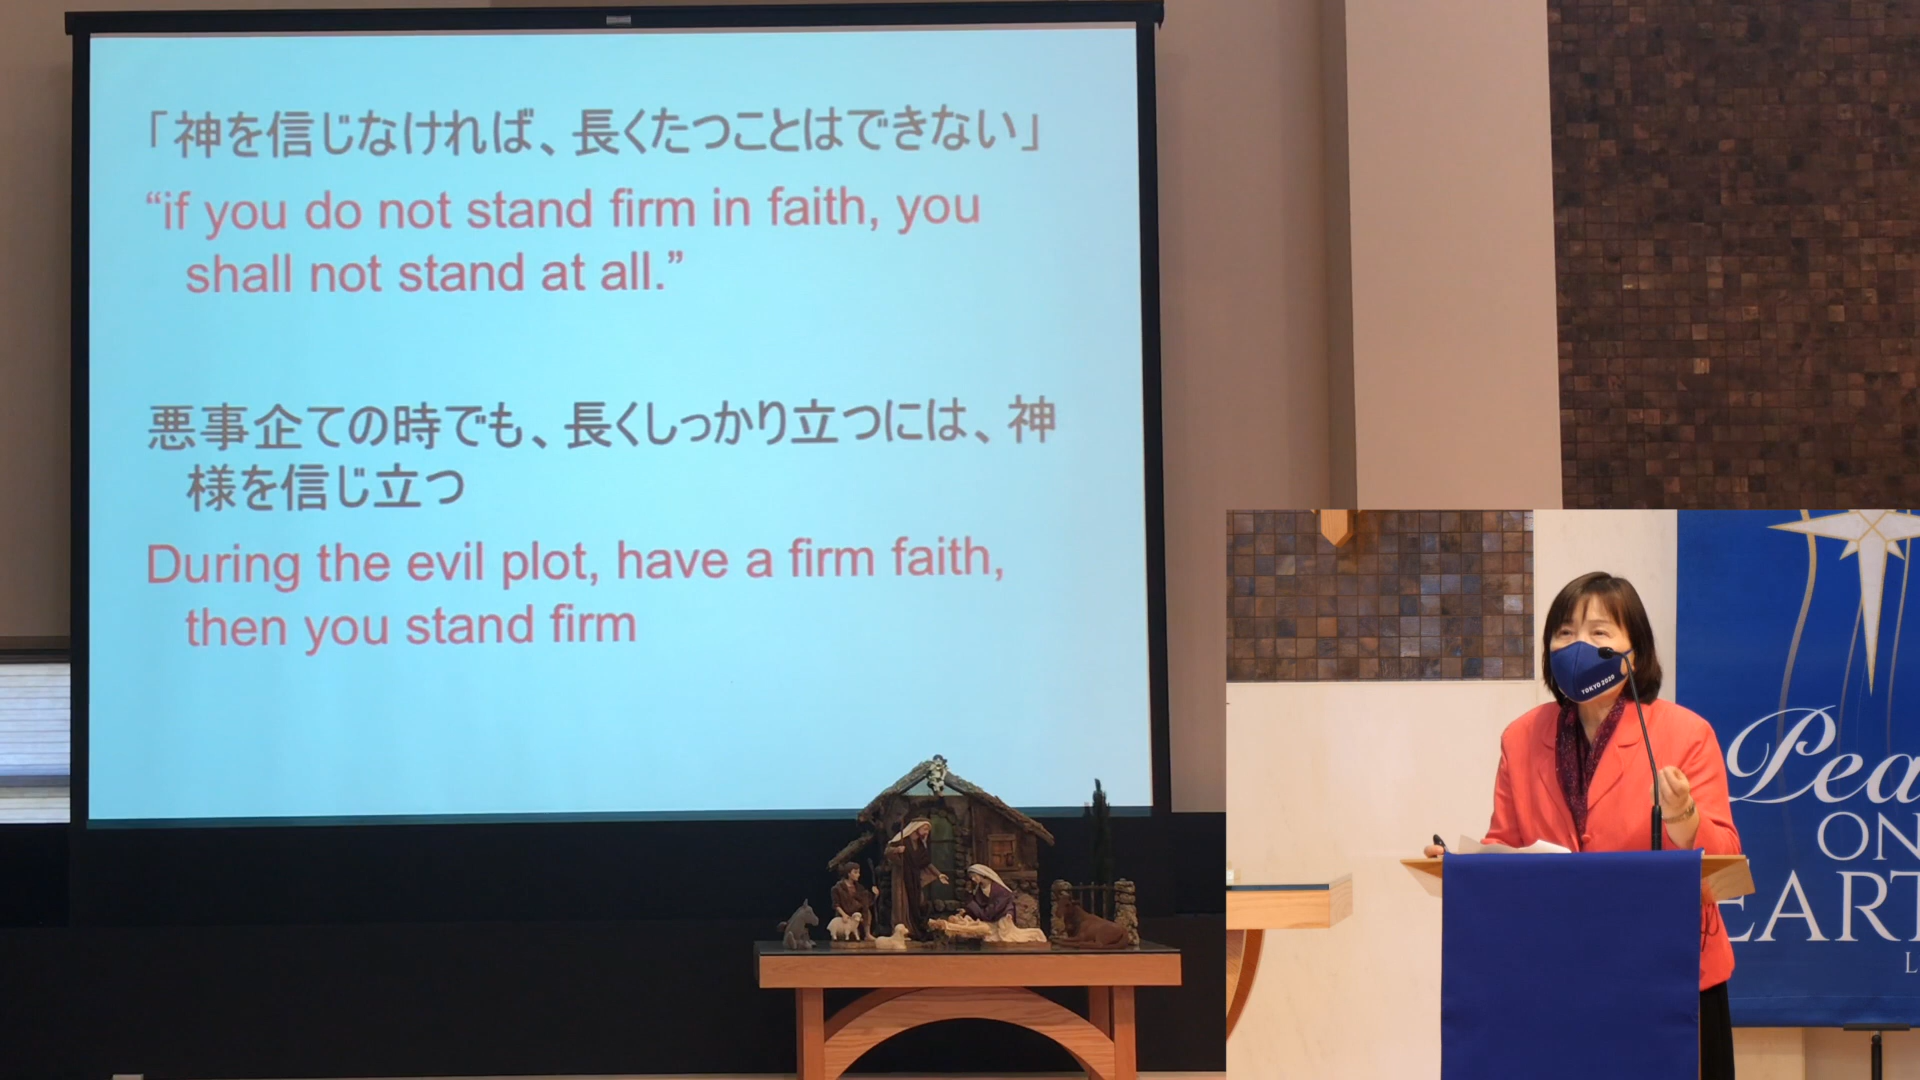 「神を信じなければ、長くたつことはできない」
“if you do not stand firm in faith, you
shall not stand at all.”
悪事企ての時でも、長くしっかり立つには、神
様を信じ立つ
During the evil plot, have a firm faith,
then you stand firm
TOKYO 2020
Pea
ON
EART
L